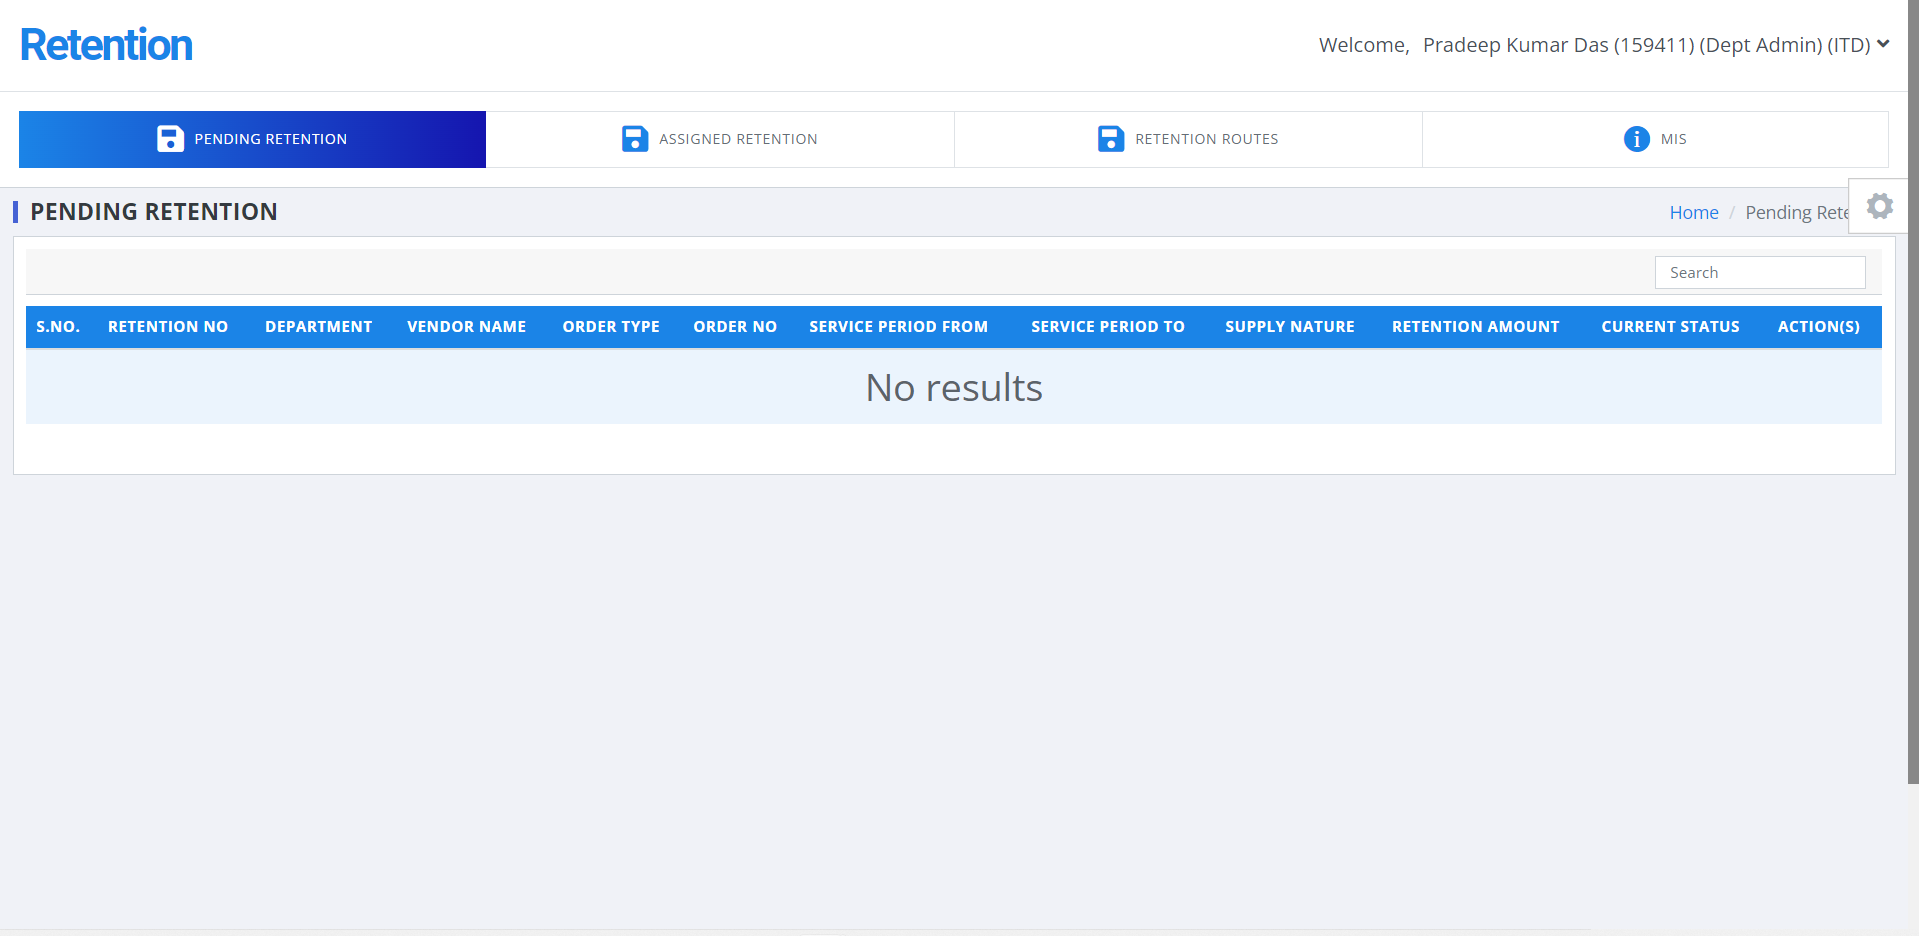 Retention
Welcome, Pradeep Kumar Das (159411) (Dept Admin) (ITD)
PENDING RETENTION
ASSIGNED RETENTION
RETENTION ROUTES
MIS
PENDING RETENTION
Home / Pending Rete
Search
S.NO. RETENTION NO DEPARTMENT VENDOR NAME ORDER TYPE ORDER NO SERVICE PERIOD FROM SERVICE PERIOD TO SUPPLY NATURE RETENTION AMOUNT CURRENT STATUS ACTION(S)
No results